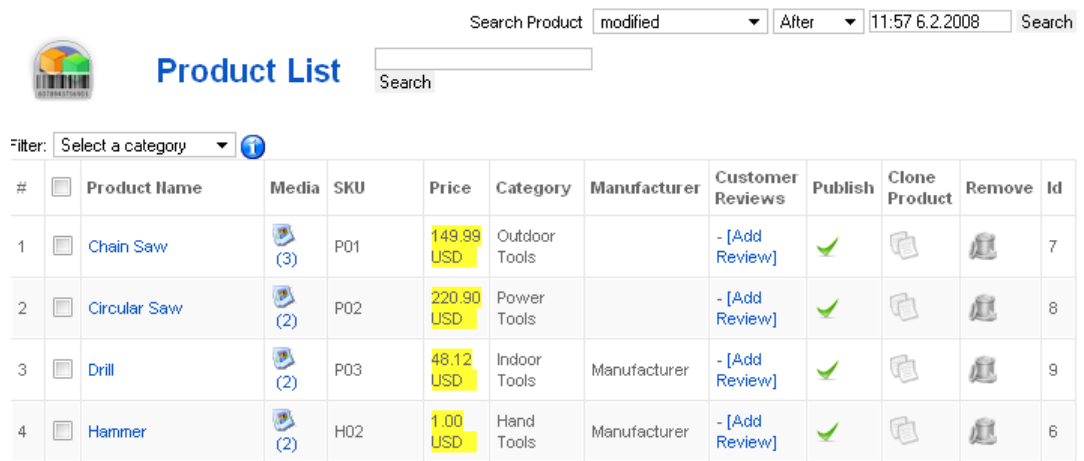 Search Product modified After 11:57 6.2.2008 Search
Product List
Search
Filter: Select a category
# Product Name Media SKU Price Category Manufacturer Customer Reviews Publish Clone Product Remove Id
1 Chain Saw (3) P01 149.99 USD Outdoor Tools - [Add Review] 7
2 Circular Saw (2) P02 220.90 USD Power Tools - [Add Review] 8
3 Drill (2) P03 48.12 USD Indoor Tools Manufacturer - [Add Review] 9
4 Hammer (2) H02 1.00 USD Hand Tools Manufacturer - [Add Review] 6